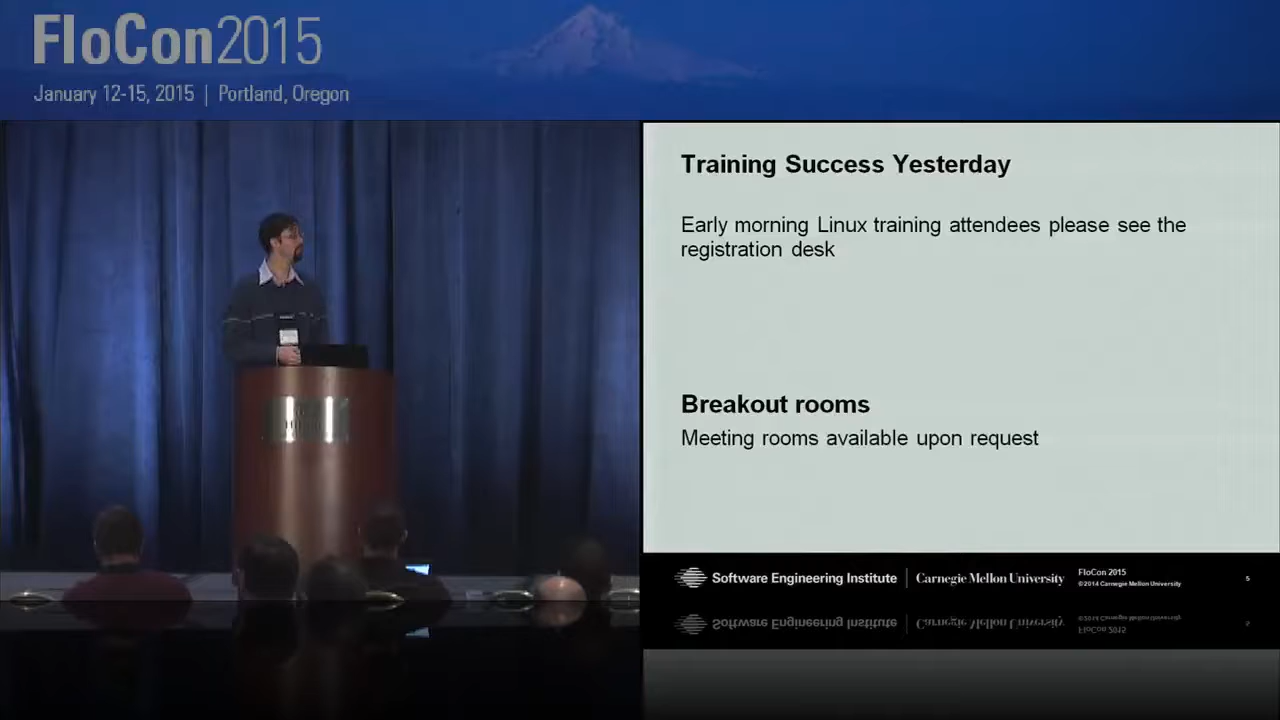 FloCon2015
January 12-15, 2015 | Portland, Oregon
Training Success Yesterday
Early morning Linux training attendees please see the
registration desk
Breakout rooms
Meeting rooms available upon request
Software Engineering Institute | Carnegie Mellon University
FloCon 2015
©2014 Carnegie Mellon University
5